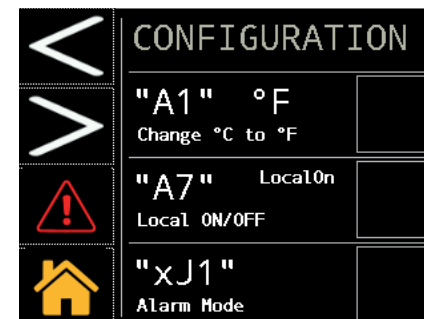 CONFIGURATION
"A1" °F
Change °C to °F
"A7" LocalOn
Local ON/OFF
"xJ1"
Alarm Mode